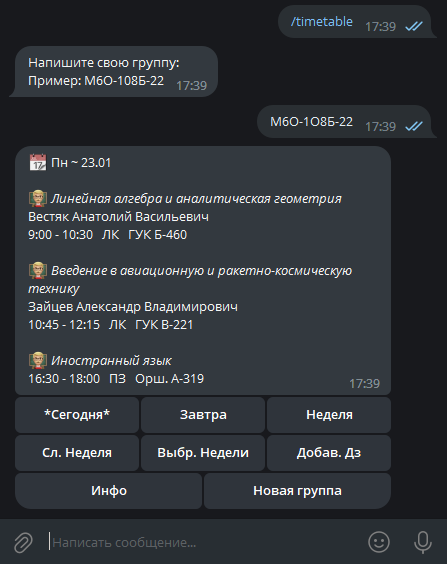 /timetable
17:39
Напишите свою группу:
Пример: М6О-108Б-22
17:39
М6О-1О8Б-22
17:39
17
Пн ~ 23.01
Линейная алгебра и аналитическая геометрия
Вестяк Анатолий Васильевич
9:00 - 10:30 ЛК ГУК Б-460
Введение в авиационную и ракетно-космическую
технику
Зайцев Александр Владимирович
10:45 - 12:15 ЛК ГУК В-221
Иностранный язык
16:30 - 18:00 ПЗ Орш. А-319
17:39
*Сегодня* Завтра Неделя
Сл. Неделя Выбр. Недели Добав. Дз
Инфо Новая группа
Написать сообщение...